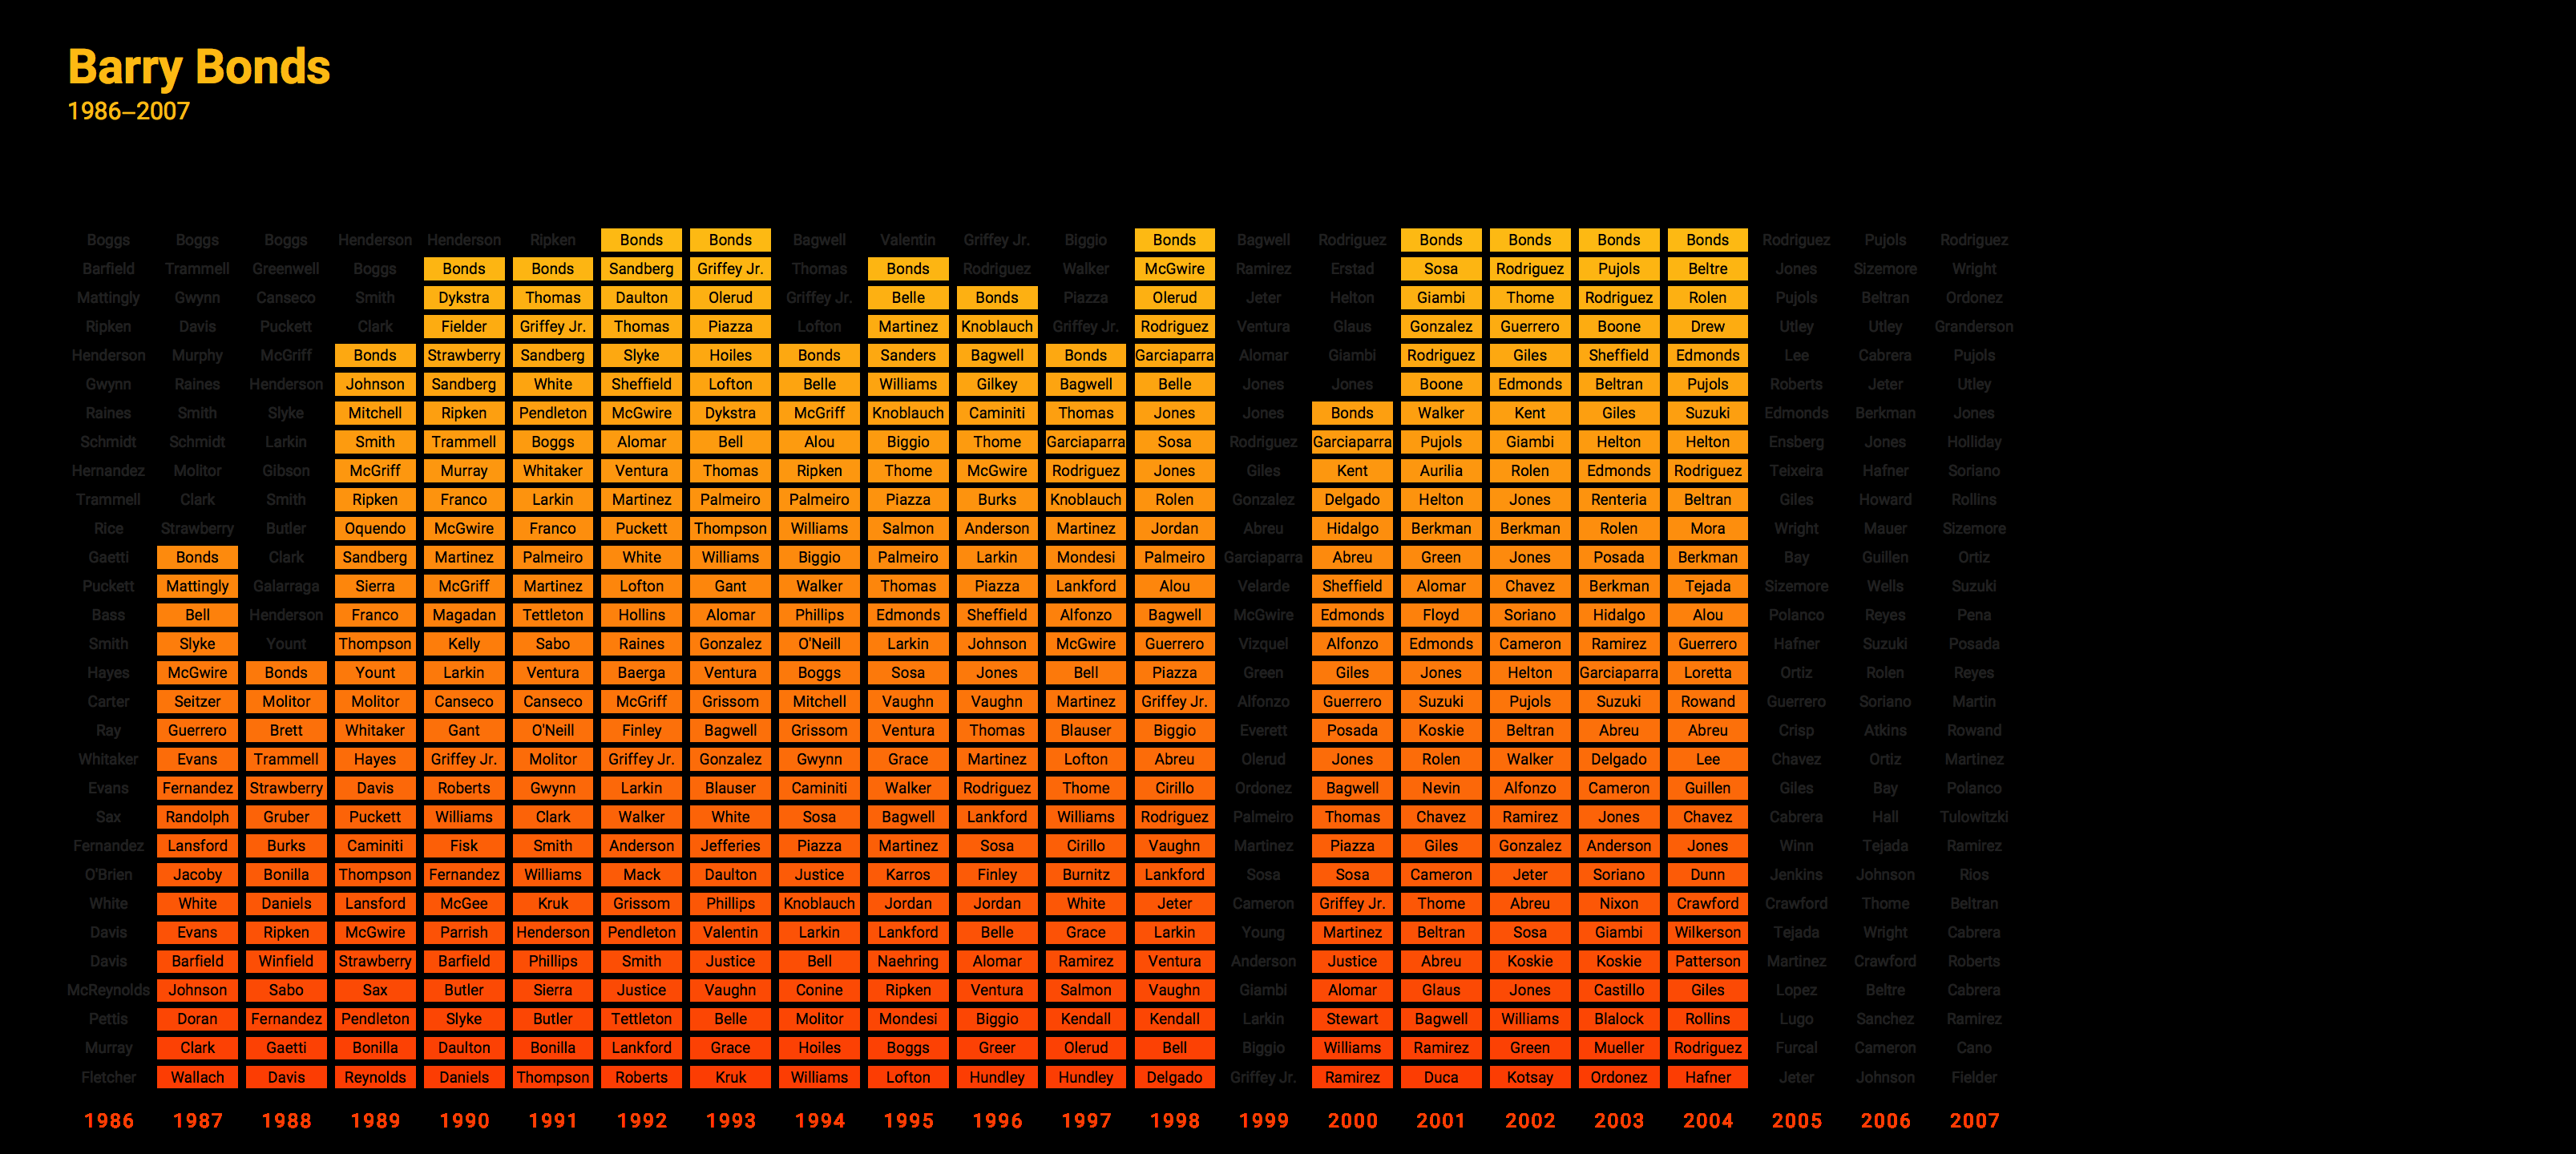 Barry Bonds
1986–2007
Boggs Boggs Boggs Henderson Henderson Ripken Bonds Bonds Bagwell Valentin Griffey Jr. Biggio Bonds Bagwell Rodriguez Bonds Bonds Bonds Bonds Rodriguez Pujols Rodriguez
Barfield Trammell Greenwell Boggs Bonds Bonds Sandberg Griffey Jr. Thomas Bonds Rodriguez Walker McGwire Ramirez Erstad Sosa Rodriguez Pujols Beltre Jones Sizemore Wright
Mattingly Gwynn Canseco Smith Dykstra Thomas Daulton Olerud Griffey Jr. Belle Bonds Piazza Olerud Jeter Helton Giambi Thome Rodriguez Rolen Pujols Beltran Ordonez
Ripken Davis Puckett Clark Fielder Griffey Jr. Thomas Piazza Lofton Martinez Knoblauch Griffey Jr. Rodriguez Ventura Glaus Gonzalez Guerrero Boone Drew Utley Utley Granderson
Henderson Murphy McGriff Bonds Strawberry Sandberg Slyke Hoiles Bonds Sanders Bagwell Bonds Garciaparra Alomar Giambi Rodriguez Giles Sheffield Edmonds Lee Cabrera Pujols
Gwynn Raines Henderson Johnson Sandberg White Sheffield Lofton Belle Williams Gilkey Bagwell Belle Jones Jones Boone Edmonds Beltran Pujols Roberts Jeter Utley
Raines Smith Slyke Mitchell Ripken Pendleton McGwire Dykstra McGriff Knoblauch Caminiti Thomas Jones Jones Bonds Walker Kent Giles Suzuki Edmonds Berkman Jones
Schmidt Schmidt Larkin Smith Trammell Boggs Alomar Bell Alou Biggio Thome Garciaparra Sosa Rodriguez Garciaparra Pujols Giambi Helton Helton Ensberg Jones Holliday
Hernandez Molitor Gibson McGriff Murray Whitaker Ventura Thomas Ripken Thome McGwire Rodriguez Jones Giles Kent Aurilia Rolen Edmonds Rodriguez Teixeira Hafner Soriano
Trammell Clark Smith Ripken Franco Larkin Martinez Palmeiro Palmeiro Piazza Burks Knoblauch Rolen Gonzalez Delgado Helton Jones Renteria Beltran Giles Howard Rollins
Rice Strawberry Butler Oquendo McGwire Franco Puckett Thompson Williams Salmon Anderson Martinez Jordan Abreu Hidalgo Berkman Berkman Rolen Mora Wright Mauer Sizemore
Gaetti Bonds Clark Sandberg Martinez Palmeiro White Williams Biggio Palmeiro Larkin Mondesi Palmeiro Garciaparra Abreu Green Jones Posada Berkman Bay Guillen Ortiz
Puckett Mattingly Galarraga Sierra McGriff Martinez Lofton Gant Walker Thomas Piazza Lankford Alou Velarde Sheffield Alomar Chavez Berkman Tejada Sizemore Wells Suzuki
Bass Bell Henderson Franco Magadan Tettleton Hollins Alomar Phillips Edmonds Sheffield Alfonzo Bagwell McGwire Edmonds Floyd Soriano Hidalgo Alou Polanco Reyes Pena
Smith Slyke Yount Thompson Kelly Sabo Raines Gonzalez O'Neill Larkin Johnson McGwire Guerrero Vizquel Alfonzo Edmonds Cameron Ramirez Guerrero Hafner Suzuki Posada
Hayes McGwire Bonds Yount Larkin Ventura Baerga Ventura Boggs Sosa Jones Bell Piazza Green Giles Jones Helton Garciaparra Loretta Ortiz Rolen Reyes
Carter Seitzer Molitor Molitor Canseco Canseco McGriff Grissom Mitchell Vaughn Vaughn Martinez Griffey Jr. Alfonzo Guerrero Suzuki Pujols Suzuki Rowand Guerrero Soriano Martin
Ray Guerrero Brett Whitaker Gant O'Neill Finley Bagwell Grissom Ventura Thomas Blauser Biggio Everett Posada Koskie Beltran Abreu Abreu Crisp Atkins Rowand
Whitaker Evans Trammell Hayes Griffey Jr. Molitor Griffey Jr. Gonzalez Gwynn Grace Martinez Lofton Abreu Olerud Jones Rolen Walker Delgado Lee Chavez Ortiz Martinez
Evans Fernandez Strawberry Davis Roberts Gwynn Larkin Blauser Caminiti Walker Rodriguez Thome Cirillo Ordonez Bagwell Nevin Alfonzo Cameron Guillen Giles Bay Polanco
Sax Randolph Gruber Puckett Williams Clark Walker White Sosa Bagwell Lankford Williams Rodriguez Palmeiro Thomas Chavez Ramirez Jones Chavez Cabrera Hall Tulowitzki
Fernandez Lansford Burks Caminiti Fisk Smith Anderson Jefferies Piazza Martinez Sosa Cirillo Vaughn Martinez Piazza Giles Gonzalez Anderson Jones Winn Tejada Ramirez
O'Brien Jacoby Bonilla Thompson Fernandez Williams Mack Daulton Justice Karros Finley Burnitz Lankford Sosa Sosa Cameron Jeter Soriano Dunn Jenkins Johnson Rios
White White Daniels Lansford McGee Kruk Grissom Phillips Knoblauch Jordan Jordan White Jeter Cameron Griffey Jr. Thome Abreu Nixon Crawford Crawford Thome Beltran
Davis Evans Ripken McGwire Parrish Henderson Pendleton Valentin Larkin Lankford Belle Grace Larkin Young Martinez Beltran Sosa Giambi Wilkerson Tejada Wright Cabrera
Davis Barfield Winfield Strawberry Barfield Phillips Smith Justice Bell Naehring Alomar Ramirez Ventura Anderson Justice Abreu Koskie Koskie Patterson Martinez Crawford Roberts
McReynolds Johnson Sabo Sax Butler Sierra Justice Vaughn Conine Ripken Ventura Salmon Vaughn Giambi Alomar Glaus Jones Castillo Giles Lopez Beltre Cabrera
Pettis Doran Fernandez Pendleton Slyke Butler Tettleton Belle Molitor Mondesi Biggio Kendall Kendall Larkin Stewart Bagwell Williams Blalock Rollins Lugo Sanchez Ramirez
Murray Clark Gaetti Bonilla Daulton Bonilla Lankford Grace Hoiles Boggs Greer Olerud Bell Biggio Williams Ramirez Green Mueller Rodriguez Furcal Cameron Cano
Fletcher Wallach Davis Reynolds Daniels Thompson Roberts Kruk Williams Lofton Hundley Hundley Delgado Griffey Jr. Ramirez Duca Kotsay Ordonez Hafner Jeter Johnson Fielder
1986 1987 1988 1989 1990 1991 1992 1993 1994 1995 1996 1997 1998 1999 2000 2001 2002 2003 2004 2005 2006 2007